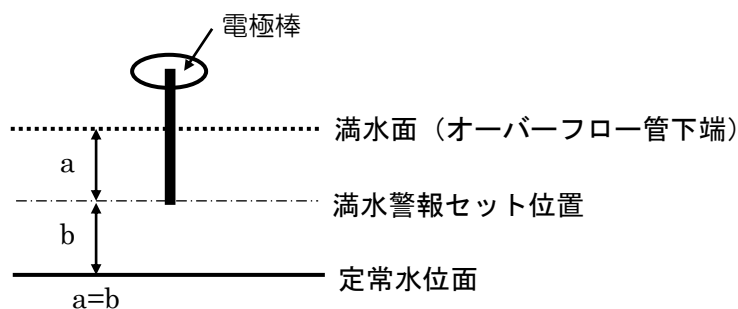 電極棒
満水面（オーバーフロー管下端）
a
満水警報セット位置
b
定常水位面
a=b